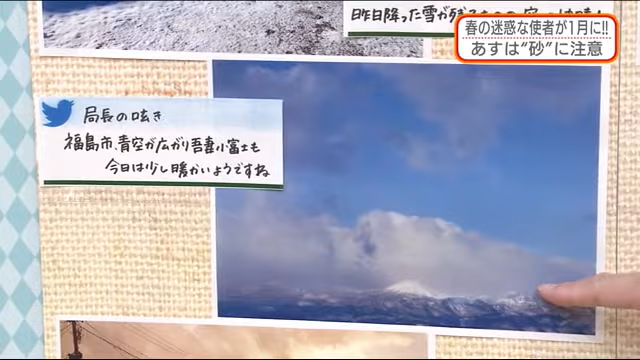 昨日降った雪が残る
春の迷惑な使者が1月に!!
あすは"砂"に注意
局長の呟き
福島市、青空が広がり吾妻小富士も
今日は少し暖かいようですね